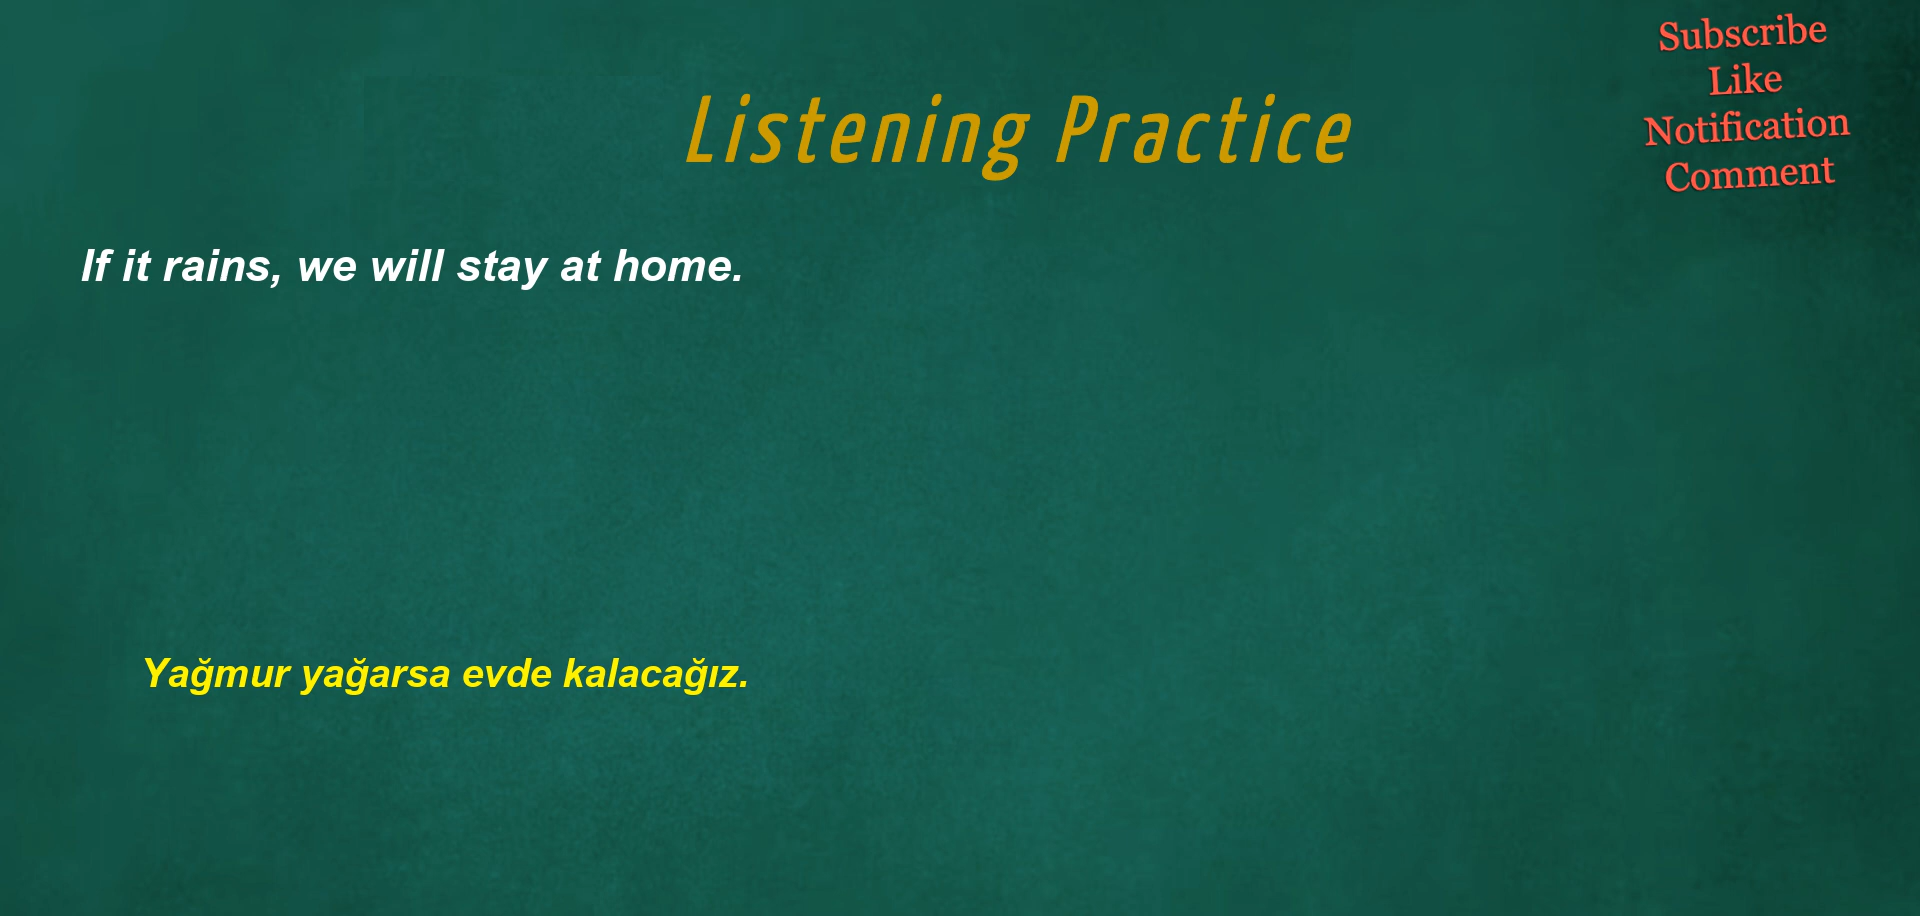 Subscribe
Like
Notification
Comment
Listening Practice
If it rains, we will stay at home.
Yağmur yağarsa evde kalacağız.